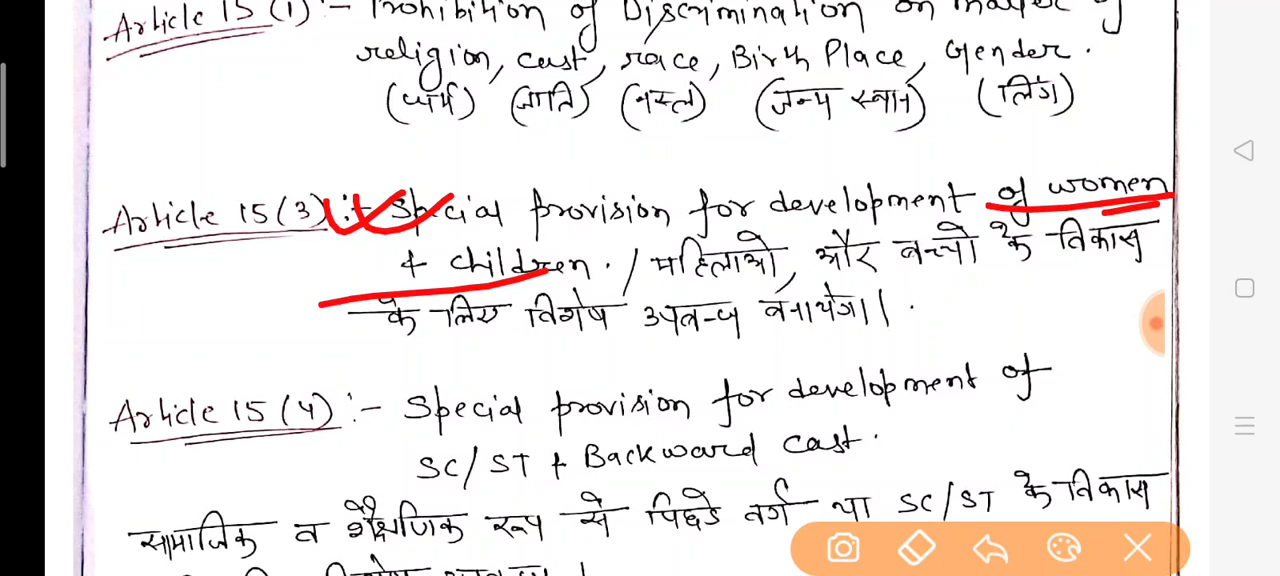 Article 15 (1) :- Prohibition of Discrimination on matter of
religion, cast, race, Birth Place, Gender.
(धर्म) (जाति) (नस्ल) (जन्म स्थान) (लिंग)
Article 15 (3) :- Special provision for development of women
+ children. / महिलाओ, और बच्चो के विकास
के लिए विशेष उपबन्ध बनायेगा।
Article 15 (4) :- Special provision for development of
SC/ST + Backward cast.
सामाजिक व शैक्षणिक रूप से पिछडे वर्ग या SC/ST के विकास